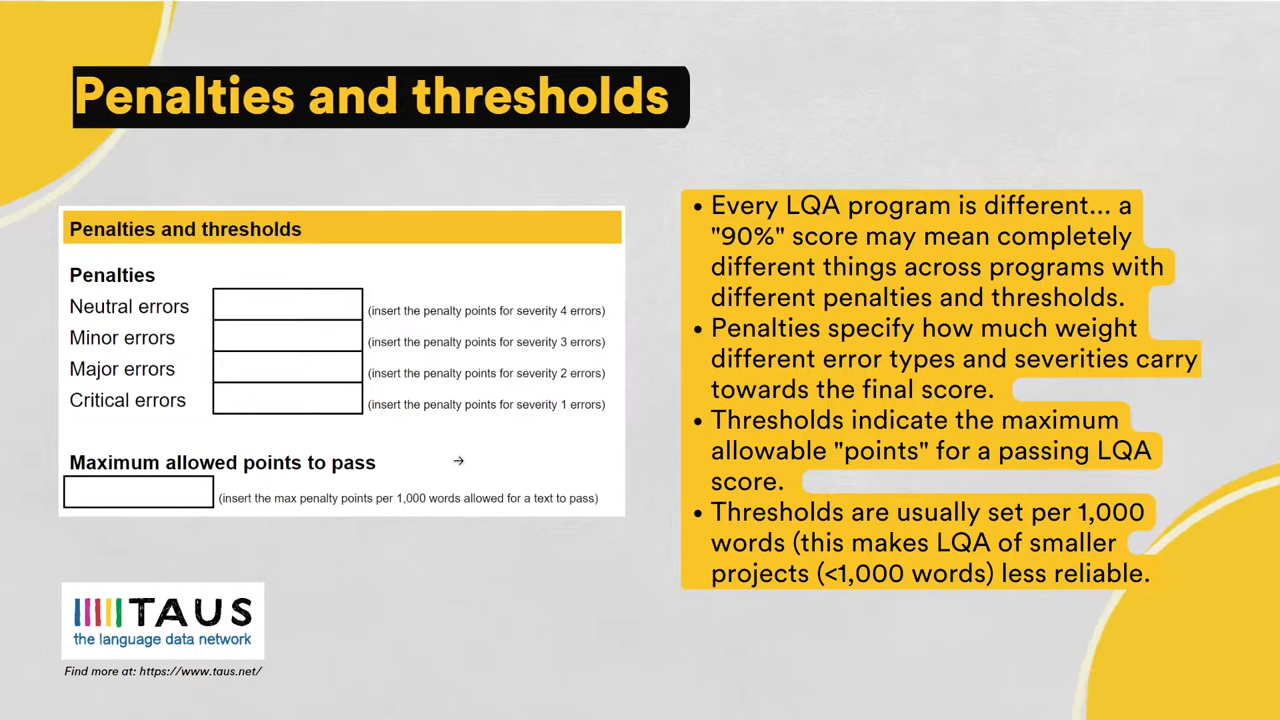 Penalties and thresholds
Penalties and thresholds
Penalties
Neutral errors (insert the penalty points for severity 4 errors)
Minor errors (insert the penalty points for severity 3 errors)
Major errors (insert the penalty points for severity 2 errors)
Critical errors (insert the penalty points for severity 1 errors)
Maximum allowed points to pass →
(insert the max penalty points per 1,000 words allowed for a text to pass)
TAUS
the language data network
Find more at: https://www.taus.net/
• Every LQA program is different... a
"90%" score may mean completely
different things across programs with
different penalties and thresholds.
• Penalties specify how much weight
different error types and severities carry
towards the final score.
• Thresholds indicate the maximum
allowable "points" for a passing LQA
score.
• Thresholds are usually set per 1,000
words (this makes LQA of smaller
projects (<1,000 words) less reliable.